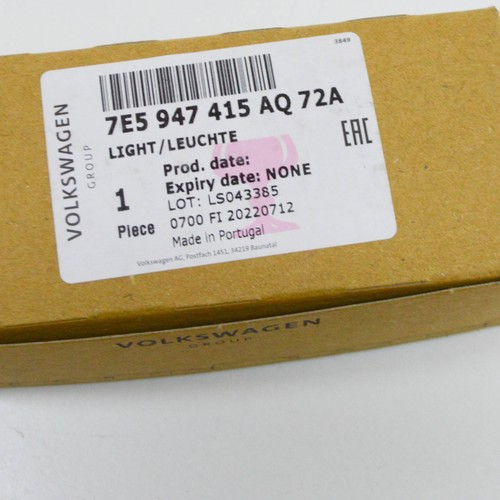 3849
VOLKSWAGEN
GROUP
7E5 947 415 AQ 72A
LIGHT/LEUCHTE
EAC
Prod. date:
Expiry date: NONE
1
Piece
LOT: LS043385
0700 FI 20220712
Made in Portugal
Volkswagen AG, Postfach 1451, 34219 Baunatal
VOLKSWAGEN
GROUP